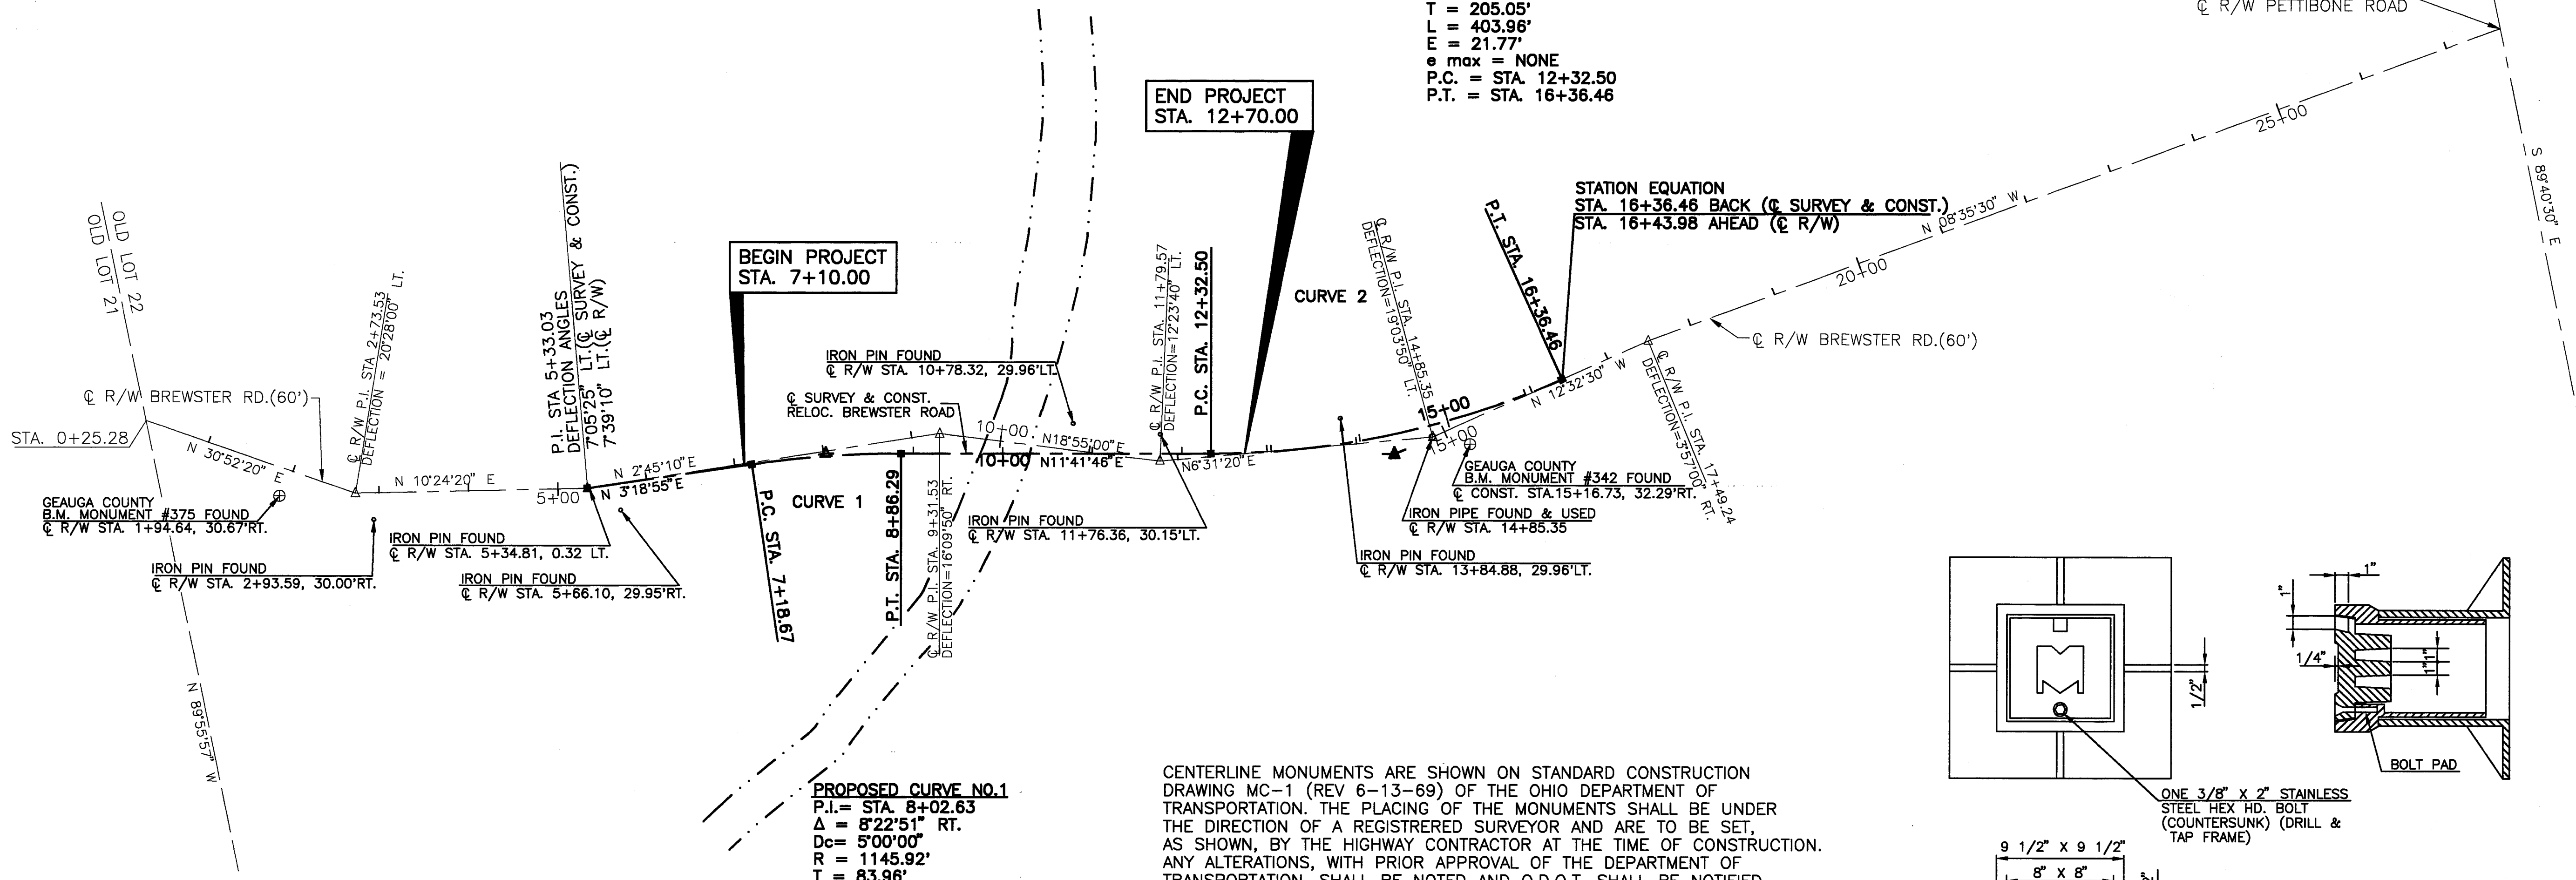 T = 205.05'
L = 403.96'
E = 21.77'
e max = NONE
P.C. = STA. 12+32.50
P.T. = STA. 16+36.46
℄ R/W PETTIBONE ROAD
END PROJECT
STA. 12+70.00
STATION EQUATION
STA. 16+36.46 BACK (℄ SURVEY & CONST.)
STA. 16+43.98 AHEAD (℄ R/W)
25+00
S 89°40'30" E
N 08°35'30" W
20+00
℄ R/W BREWSTER RD.(60')
OLD LOT 22
OLD LOT 21
℄ R/W BREWSTER RD.(60')
STA. 0+25.28
N 30°52'20" E
℄ R/W P.I. STA 2+73.53
DEFLECTION = 20°28'00" LT.
N 10°24'20" E
5+00
P.I. STA 5+33.03
DEFLECTION ANGLES
7°05'25" LT.(℄ SURVEY & CONST.)
7°39'10" LT.(℄ R/W)
N 2°45'10" E
N 3°18'55"E
BEGIN PROJECT
STA. 7+10.00
IRON PIN FOUND
℄ R/W STA. 10+78.32, 29.96'LT.
℄ SURVEY & CONST.
RELOC. BREWSTER ROAD
10+00
N18°55'00"E
10+00
N11°41'46"E
℄ R/W P.I. STA. 11+79.57
DEFLECTION=12°23'40" LT.
P.C. STA. 12+32.50
N6°31'20"E
CURVE 2
℄ R/W P.I. STA. 14+85.35
DEFLECTION=19°03'50" LT.
15+00
15+00
P.T. STA. 16+36.46
N 12°32'30" W
℄ R/W P.I. STA. 17+49.24
DEFLECTION=3°57'00" RT.
GEAUGA COUNTY
B.M. MONUMENT #375 FOUND
℄ R/W STA. 1+94.64, 30.67'RT.
IRON PIN FOUND
℄ R/W STA. 2+93.59, 30.00'RT.
IRON PIN FOUND
℄ R/W STA. 5+34.81, 0.32 LT.
IRON PIN FOUND
℄ R/W STA. 5+66.10, 29.95'RT.
P.C. STA. 7+18.67
CURVE 1
P.T. STA. 8+86.29
℄ R/W P.I. STA. 9+31.53
DEFLECTION=16°09'50" RT.
IRON PIN FOUND
℄ R/W STA. 11+76.36, 30.15'LT.
GEAUGA COUNTY
B.M. MONUMENT #342 FOUND
℄ CONST. STA.15+16.73, 32.29'RT.
IRON PIPE FOUND & USED
℄ R/W STA. 14+85.35
IRON PIN FOUND
℄ R/W STA. 13+84.88, 29.96'LT.
N 89°55'57" W
PROPOSED CURVE NO.1
P.I.= STA. 8+02.63
Δ = 8°22'51" RT.
Dc= 5°00'00"
R = 1145.92'
T = 83.96'
CENTERLINE MONUMENTS ARE SHOWN ON STANDARD CONSTRUCTION
DRAWING MC-1 (REV 6-13-69) OF THE OHIO DEPARTMENT OF
TRANSPORTATION. THE PLACING OF THE MONUMENTS SHALL BE UNDER
THE DIRECTION OF A REGISTRERED SURVEYOR AND ARE TO BE SET,
AS SHOWN, BY THE HIGHWAY CONTRACTOR AT THE TIME OF CONSTRUCTION.
ANY ALTERATIONS, WITH PRIOR APPROVAL OF THE DEPARTMENT OF
TRANSPORTATION, SHALL BE NOTED AND O.D.O.T. SHALL BE NOTIFIED
M
1/2"
1"
1"
1/4"
1"
1"
BOLT PAD
ONE 3/8" X 2" STAINLESS
STEEL HEX HD. BOLT
(COUNTERSUNK) (DRILL &
TAP FRAME)
9 1/2" X 9 1/2"
8" X 8"